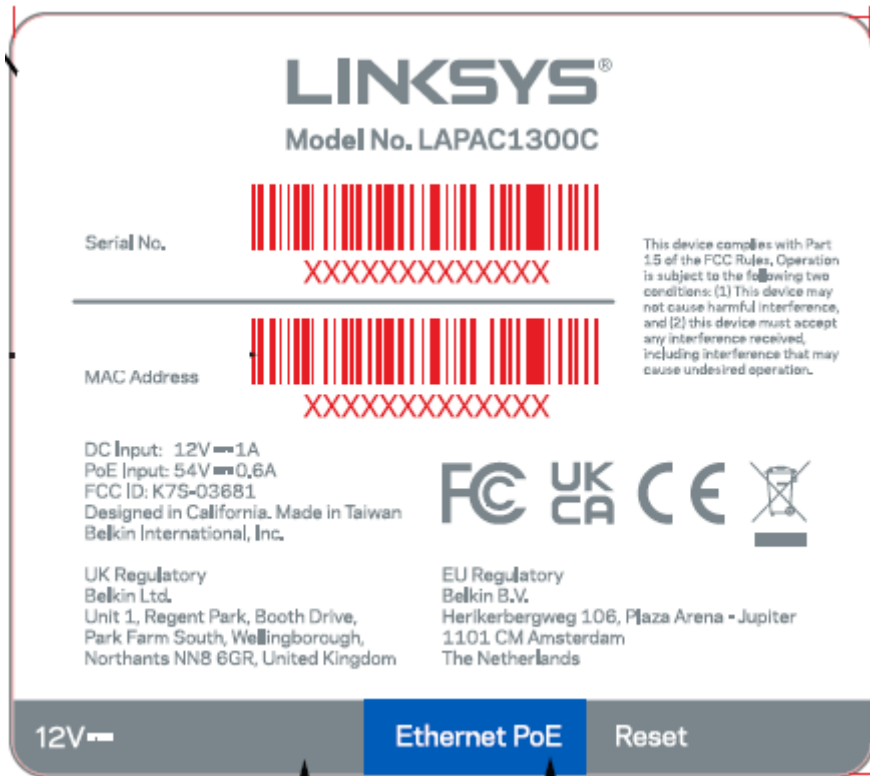 LINKSYS®
Model No. LAPAC1300C
Serial No.
XXXXXXXXXXXXX
This device complies with Part
15 of the FCC Rules, Operation
is subject to the following two
conditions: (1) This device may
not cause harmful interference,
and (2) this device must accept
any interference received,
including interference that may
cause undesired operation.
MAC Address
XXXXXXXXXXXXX
DC Input: 12V⎓1A
PoE Input: 54V⎓0.6A
FCC ID: K7S-03681
Designed in California. Made in Taiwan
Belkin International, Inc.
FC UK CA CE
UK Regulatory
Belkin Ltd.
Unit 1, Regent Park, Booth Drive,
Park Farm South, Wellingborough,
Northants NN8 6GR, United Kingdom
EU Regulatory
Belkin B.V.
Herikerbergweg 106, Plaza Arena - Jupiter
1101 CM Amsterdam
The Netherlands
12V⎓ Ethernet PoE Reset